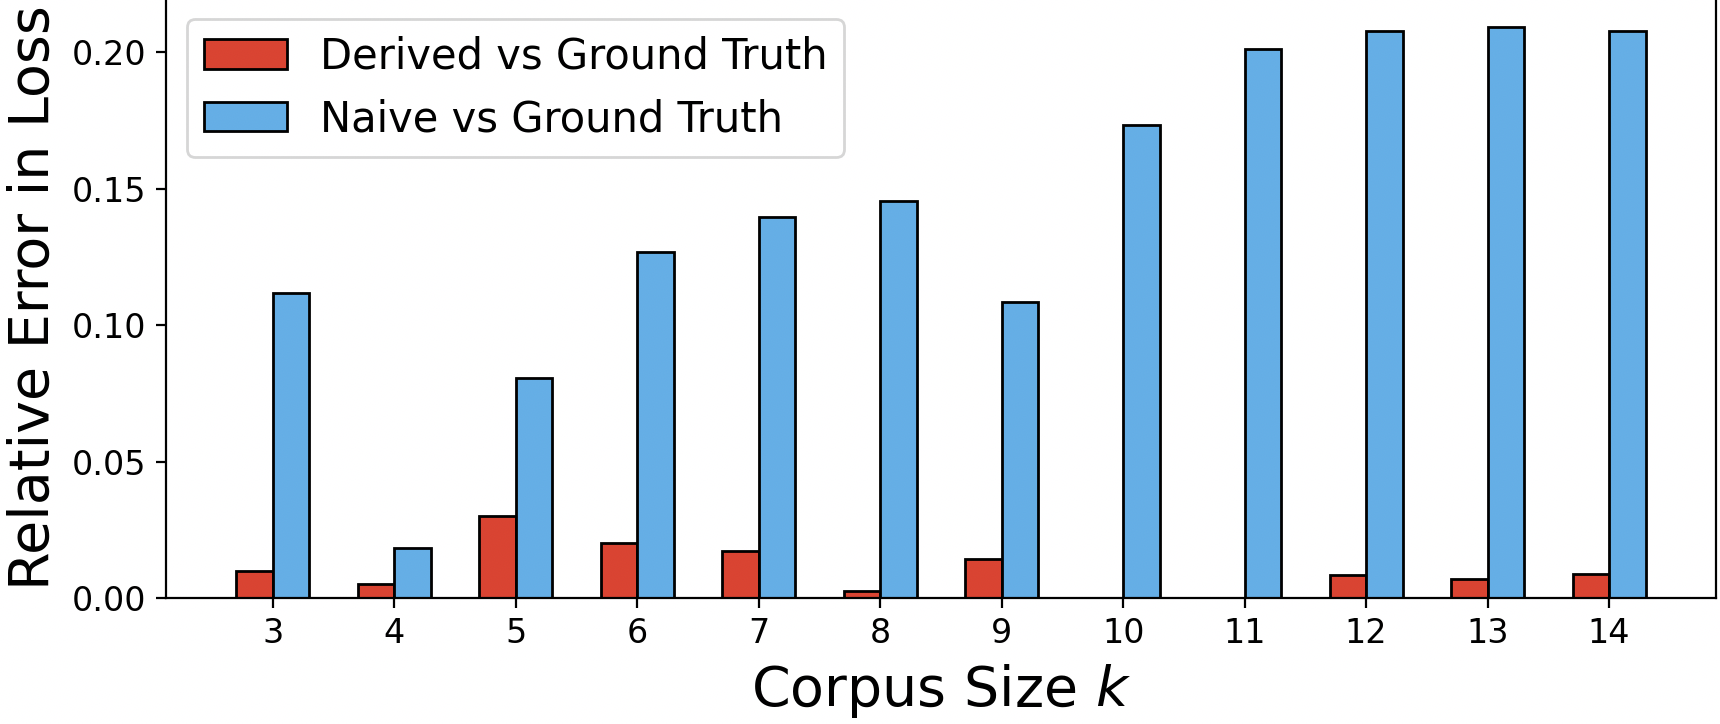 Relative Error in Loss
0.20
0.15
0.10
0.05
0.00
Derived vs Ground Truth
Naive vs Ground Truth
3 4 5 6 7 8 9 10 11 12 13 14
Corpus Size k